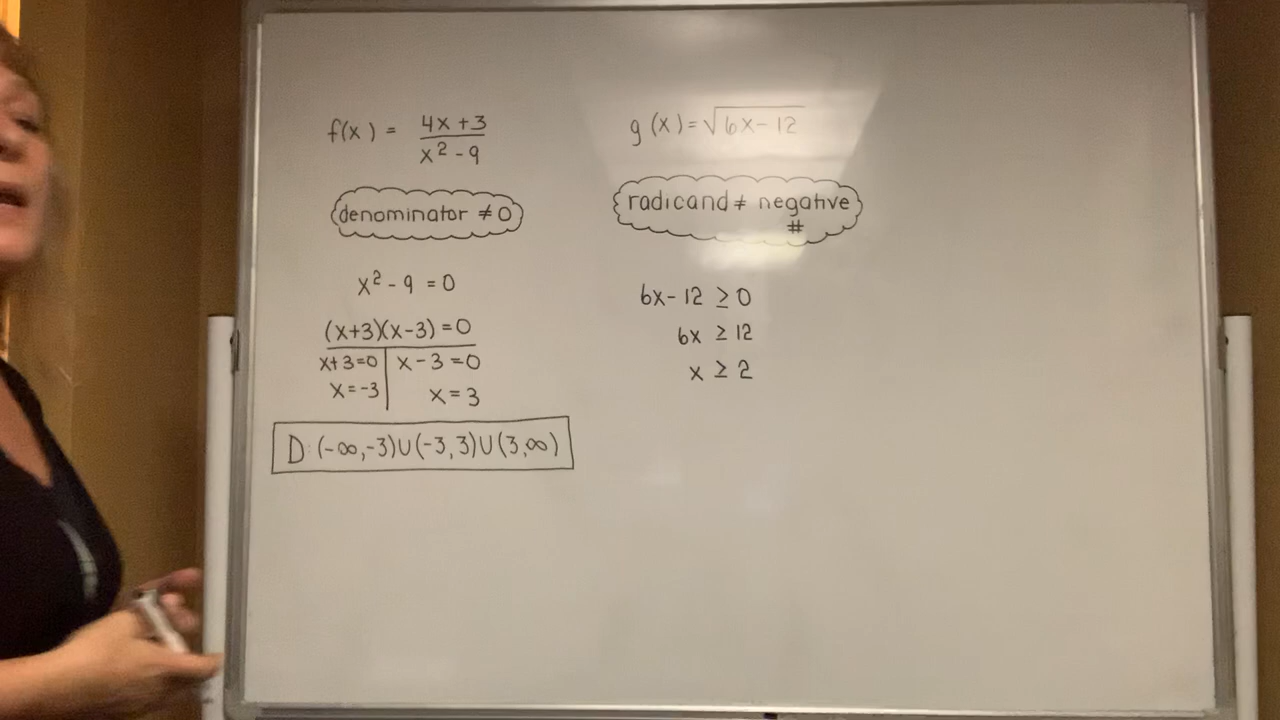 f(x) = 4x+3
x² - 9
denominator ≠ 0
x² - 9 = 0
(x+3)(x-3) = 0
x+3=0 x-3=0
x=-3 x=3
D: (-∞,-3)∪(-3,3)∪(3,∞)
g(x)=√6x-12
radicand ≠ negative
#
6x-12 ≥ 0
6x ≥ 12
x ≥ 2